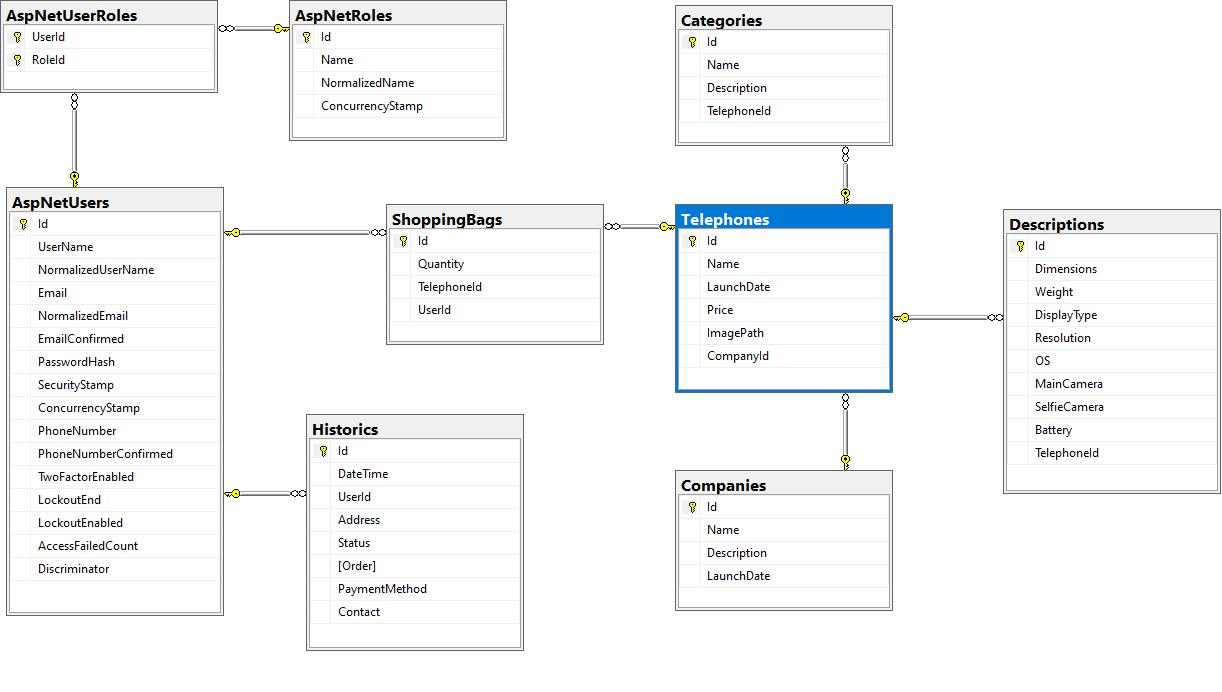 AspNetUserRoles
UserId
RoleId
AspNetRoles
Id
Name
NormalizedName
ConcurrencyStamp
Categories
Id
Name
Description
TelephoneId
AspNetUsers
Id
UserName
NormalizedUserName
Email
NormalizedEmail
EmailConfirmed
PasswordHash
SecurityStamp
ConcurrencyStamp
PhoneNumber
PhoneNumberConfirmed
TwoFactorEnabled
LockoutEnd
LockoutEnabled
AccessFailedCount
Discriminator
ShoppingBags
Id
Quantity
TelephoneId
UserId
Telephones
Id
Name
LaunchDate
Price
ImagePath
CompanyId
Descriptions
Id
Dimensions
Weight
DisplayType
Resolution
OS
MainCamera
SelfieCamera
Battery
TelephoneId
Historics
Id
DateTime
UserId
Address
Status
[Order]
PaymentMethod
Contact
Companies
Id
Name
Description
LaunchDate